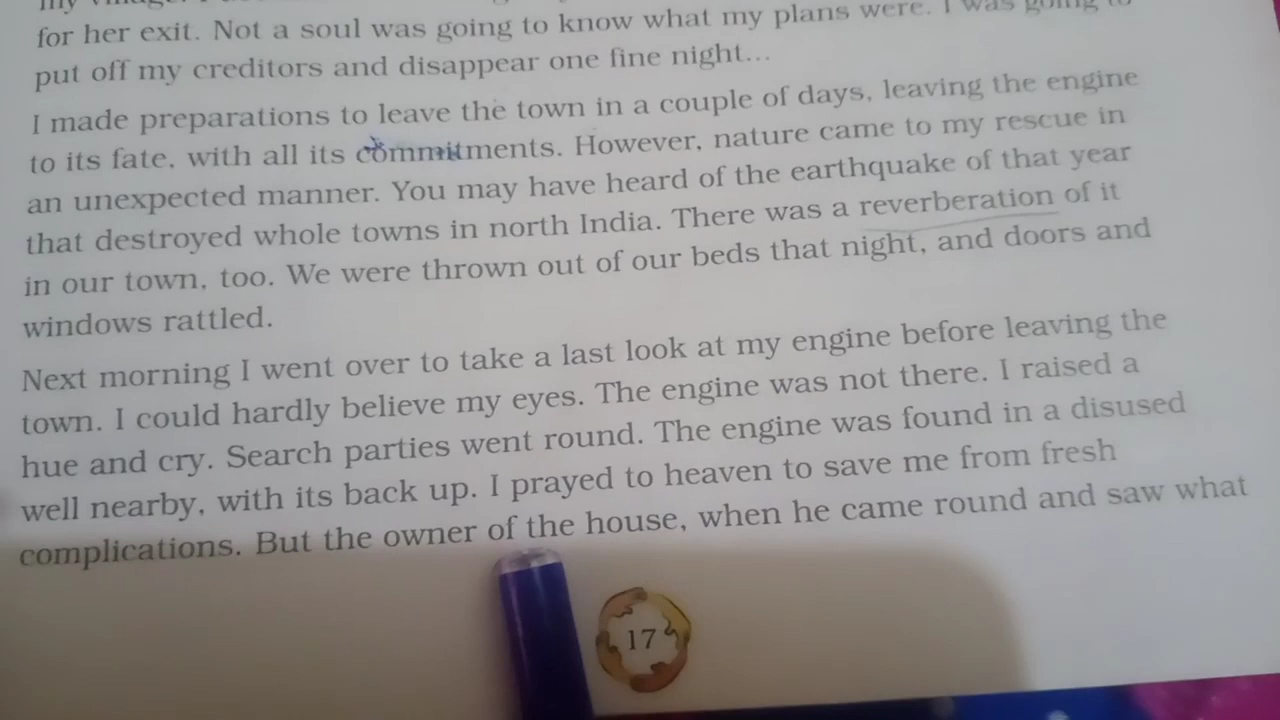 my village.
for her exit. Not a soul was going to know what my plans were. I was going to
put off my creditors and disappear one fine night...
I made preparations to leave the town in a couple of days, leaving the engine
to its fate, with all its commitments. However, nature came to my rescue in
an unexpected manner. You may have heard of the earthquake of that year
that destroyed whole towns in north India. There was a reverberation of it
in our town, too. We were thrown out of our beds that night, and doors and
windows rattled.
Next morning I went over to take a last look at my engine before leaving the
town. I could hardly believe my eyes. The engine was not there. I raised a
hue and cry. Search parties went round. The engine was found in a disused
well nearby, with its back up. I prayed to heaven to save me from fresh
complications. But the owner of the house, when he came round and saw what
17